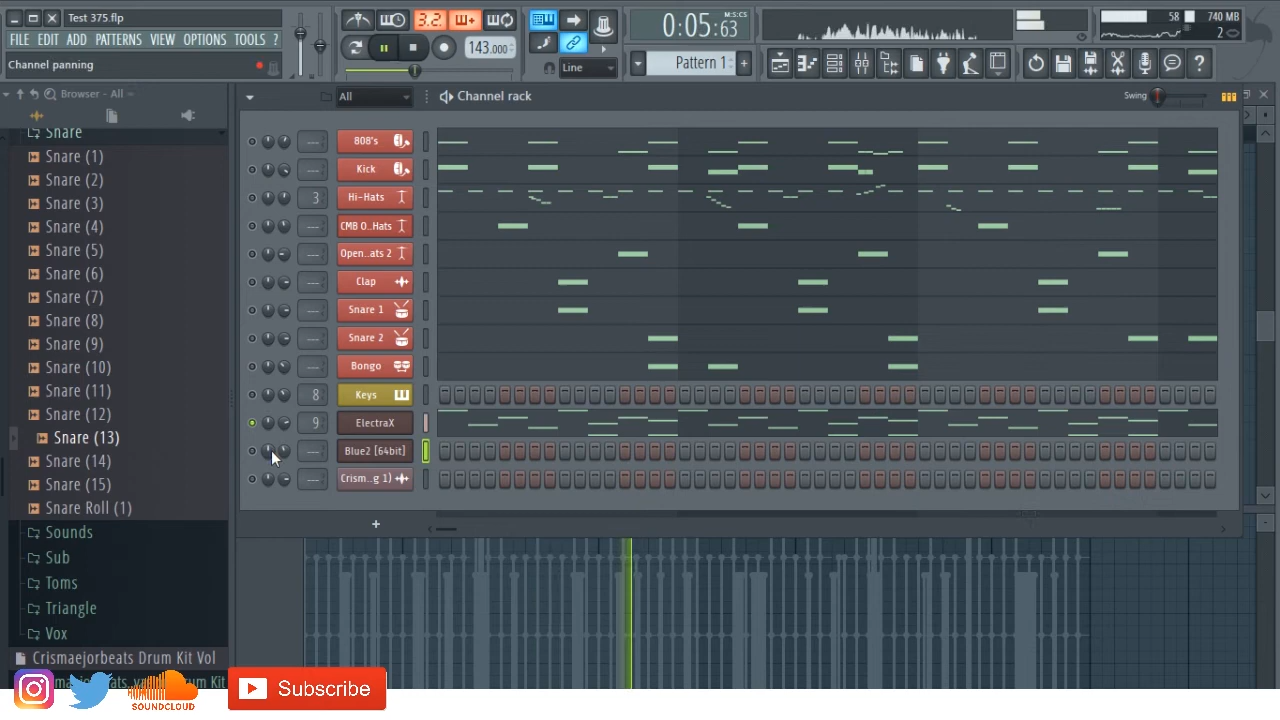 Test 375.flp
FILE EDIT ADD PATTERNS VIEW OPTIONS TOOLS ?
Channel panning
3.2
143.000
Line
0:05:63
M:S:CS
Pattern 1
58
740 MB
2
Browser - All
All
Channel rack
Swing
Snare
Snare (1)
Snare (2)
Snare (3)
Snare (4)
Snare (5)
Snare (6)
Snare (7)
Snare (8)
Snare (9)
Snare (10)
Snare (11)
Snare (12)
Snare (13)
Snare (14)
Snare (15)
Snare Roll (1)
Sounds
Sub
Toms
Triangle
Vox
Crismaejorbeats Drum Kit Vol
808's
Kick
3 Hi-Hats
CMB O..Hats
Open..ats 2
Clap
Snare 1
Snare 2
Bongo
8 Keys
9 ElectraX
Blue2 [64bit]
Crism..g 1)
+
SOUNDCLOUD
Subscribe